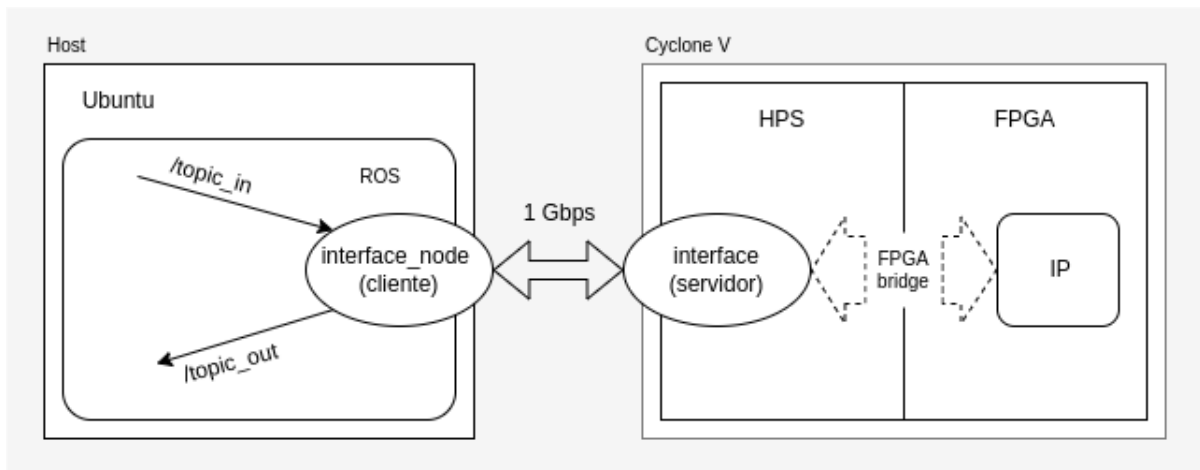 Host
Ubuntu
/topic_in
ROS
interface_node
(cliente)
/topic_out
1 Gbps
Cyclone V
HPS
FPGA
interface
(servidor)
FPGA
bridge
IP